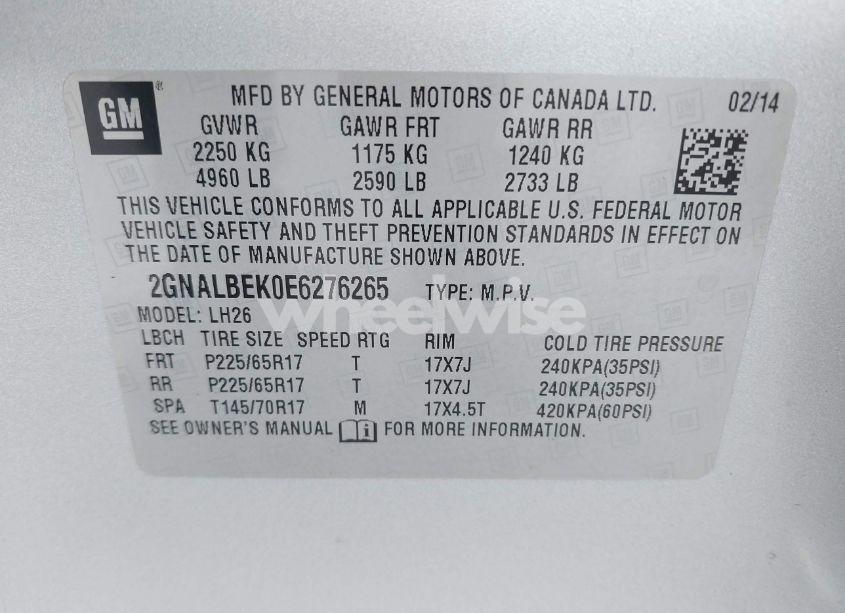 GM ® MFD BY GENERAL MOTORS OF CANADA LTD. 02/14
GVWR GAWR FRT GAWR RR
2250 KG 1175 KG 1240 KG
4960 LB 2590 LB 2733 LB
THIS VEHICLE CONFORMS TO ALL APPLICABLE U.S. FEDERAL MOTOR
VEHICLE SAFETY AND THEFT PREVENTION STANDARDS IN EFFECT ON
THE DATE OF MANUFACTURE SHOWN ABOVE.
2GNALBEK0E6276265 TYPE: M.P.V.
wheelwise
MODEL: LH26
LBCH TIRE SIZE SPEED RTG RIM COLD TIRE PRESSURE
FRT P225/65R17 T 17X7J 240KPA(35PSI)
RR P225/65R17 T 17X7J 240KPA(35PSI)
SPA T145/70R17 M 17X4.5T 420KPA(60PSI)
SEE OWNER'S MANUAL i FOR MORE INFORMATION.